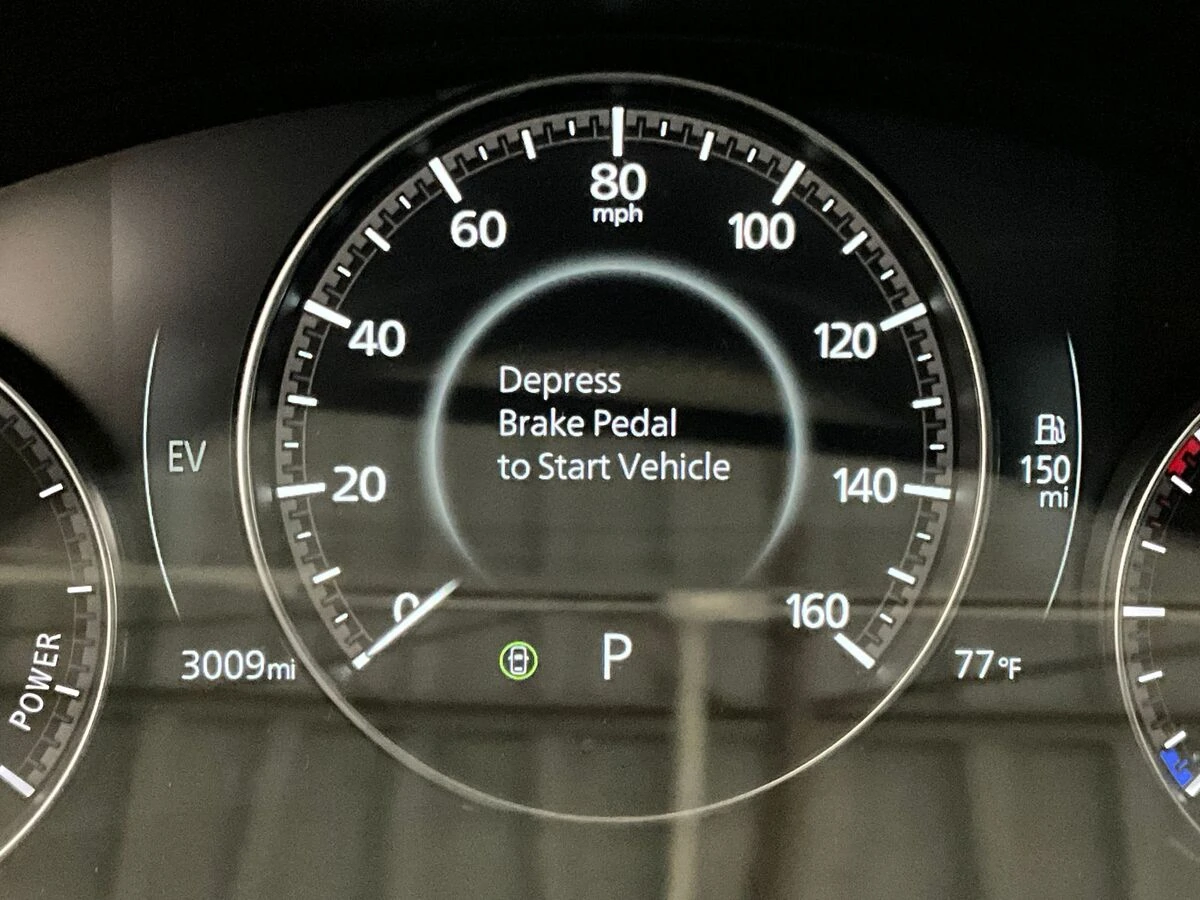 80
mph
60
100
40
120
Depress
Brake Pedal
to Start Vehicle
EV
150
mi
20
140
0
160
3009mi
P
77°F
POWER